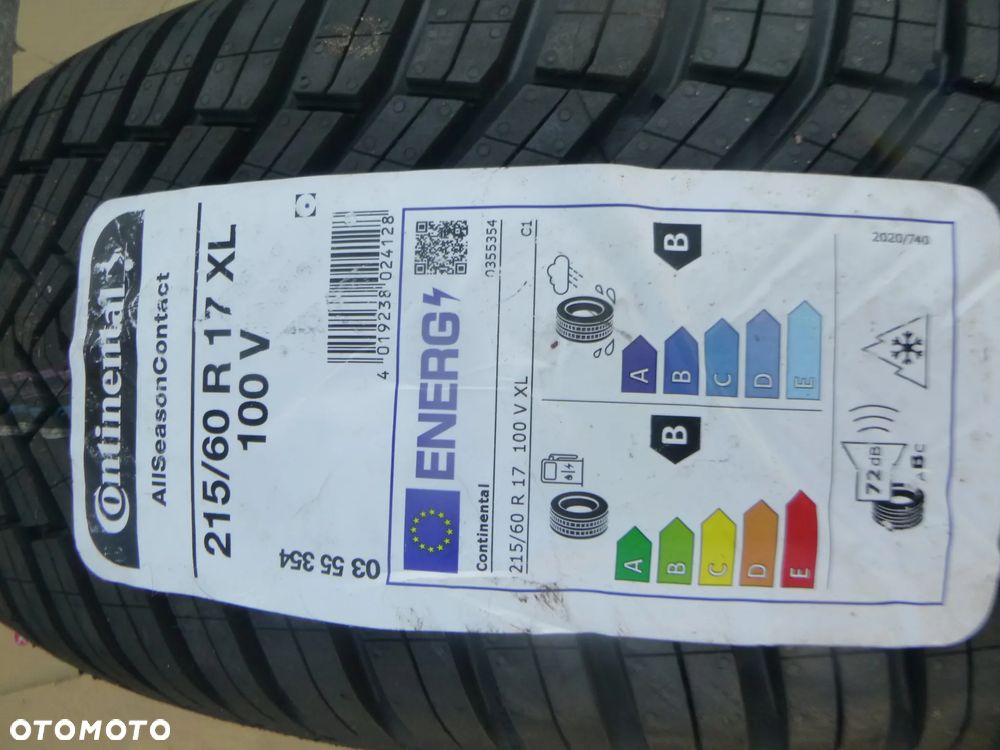 Continental
AllSeasonContact
215/60 R 17 XL
100 V
4 019238 024128
03 55 354
ENERG
Continental
0355354
215/60 R 17 100 V XL
C1
A
B
C
D
E
B
A
B
C
D
E
B
72 dB
ABC
2020/740
OTOMOTO